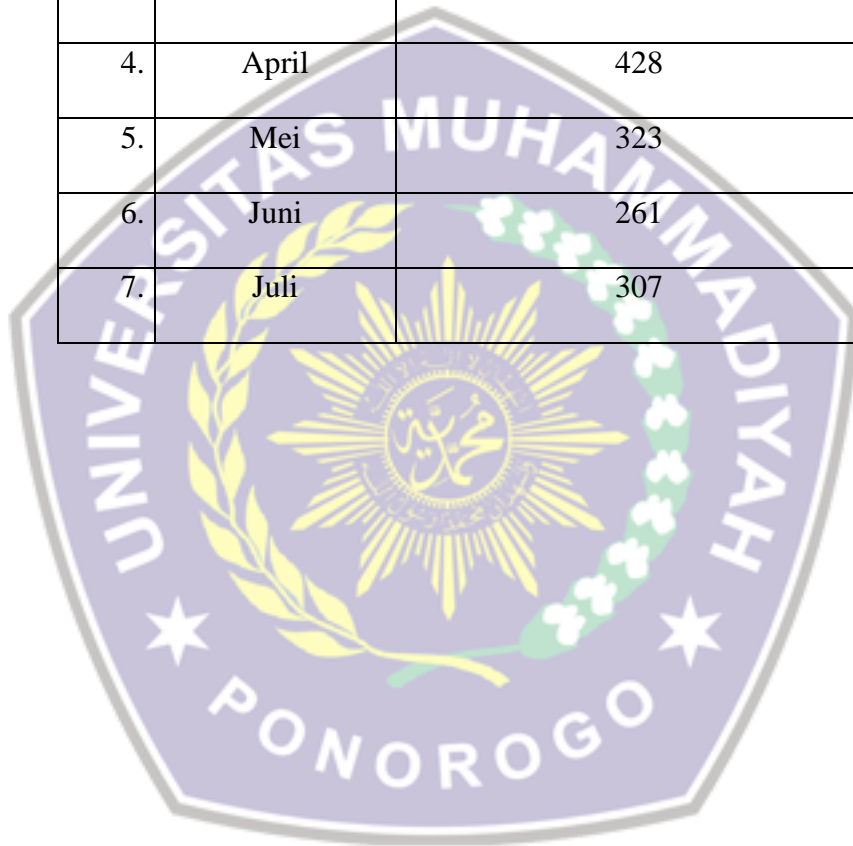 4. April 428
5. Mei 323
6. Juni 261
7. Juli 307
UNIVERSITAS MUHAMMADIYAH
PONOROGO